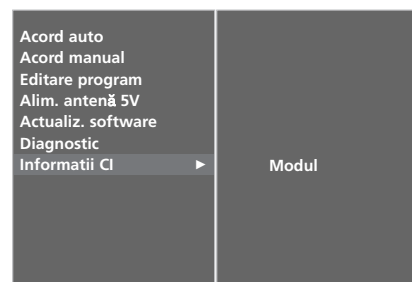 Acord auto
Acord manual
Editare program
Alim. antenă 5V
Actualiz. software
Diagnostic
Informatii CI ►
Modul